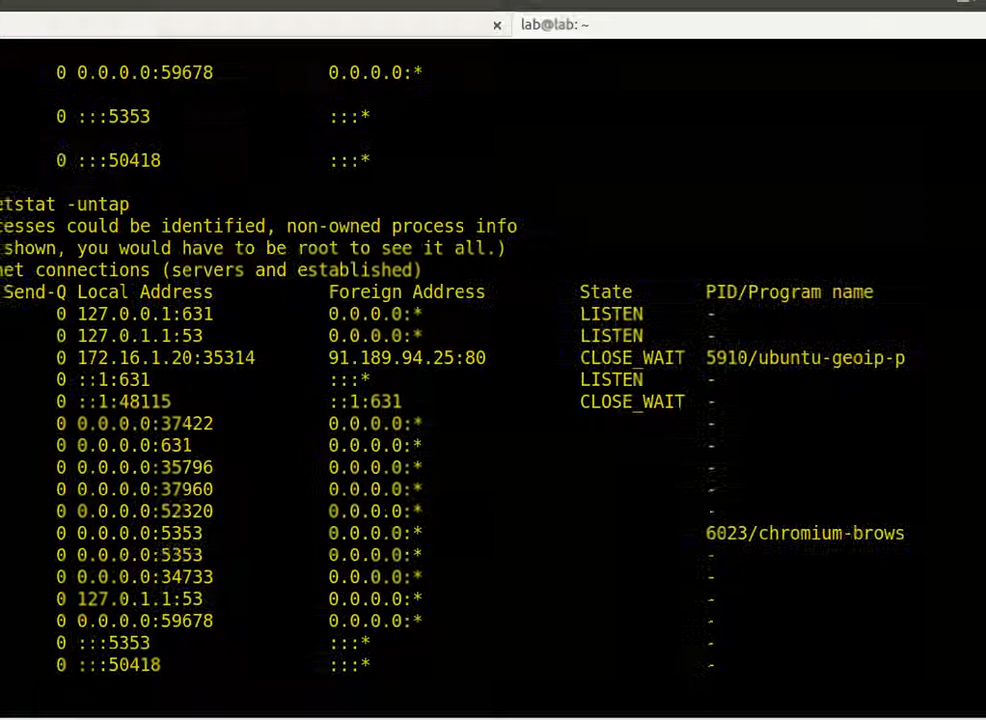 × lab@lab: ~
0 0.0.0.0:59678 0.0.0.0:*
0 :::5353 :::*
0 :::50418 :::*
etstat -untap
cesses could be identified, non-owned process info
shown, you would have to be root to see it all.)
net connections (servers and established)
Send-Q Local Address Foreign Address State PID/Program name
0 127.0.0.1:631 0.0.0.0:* LISTEN -
0 127.0.1.1:53 0.0.0.0:* LISTEN -
0 172.16.1.20:35314 91.189.94.25:80 CLOSE_WAIT 5910/ubuntu-geoip-p
0 ::1:631 :::* LISTEN -
0 ::1:48115 ::1:631 CLOSE_WAIT -
0 0.0.0.0:37422 0.0.0.0:* -
0 0.0.0.0:631 0.0.0.0:* -
0 0.0.0.0:35796 0.0.0.0:* -
0 0.0.0.0:37960 0.0.0.0:* -
0 0.0.0.0:52320 0.0.0.0:* -
0 0.0.0.0:5353 0.0.0.0:* 6023/chromium-brows
0 0.0.0.0:5353 0.0.0.0:* -
0 0.0.0.0:34733 0.0.0.0:* -
0 127.0.1.1:53 0.0.0.0:* -
0 0.0.0.0:59678 0.0.0.0:* -
0 :::5353 :::* -
0 :::50418 :::* -